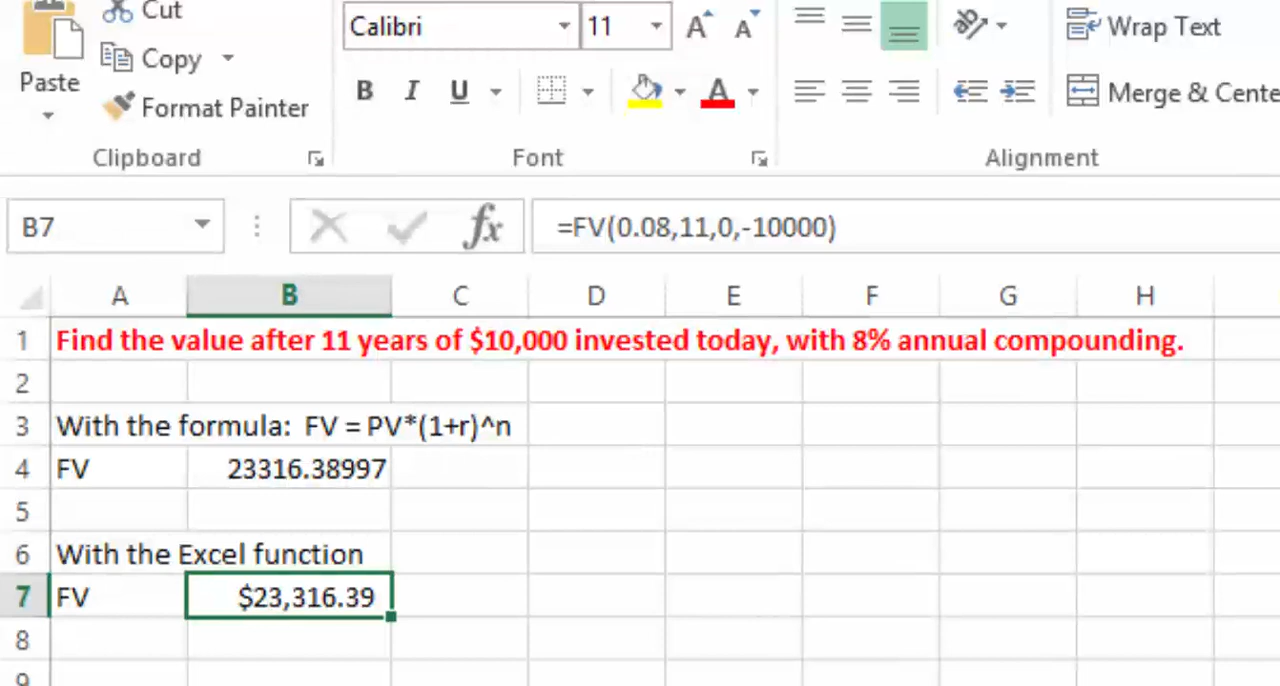 Cut
Copy
Paste
Format Painter
Clipboard
Calibri 11 A A
B I U A
Font
ab
Wrap Text
Merge & Cente
Alignment
B7 fx =FV(0.08,11,0,-10000)
A B C D E F G H
1 Find the value after 11 years of $10,000 invested today, with 8% annual compounding.
2
3 With the formula: FV = PV*(1+r)^n
4 FV 23316.38997
5
6 With the Excel function
7 FV $23,316.39
8
9